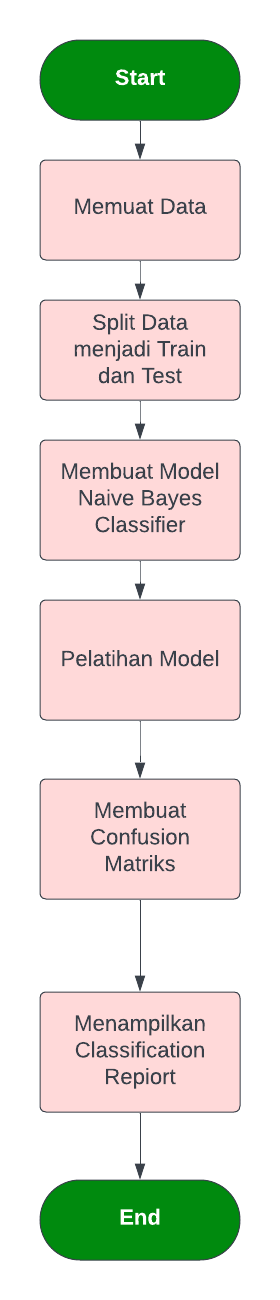 Start
Memuat Data
Split Data
menjadi Train
dan Test
Membuat Model
Naive Bayes
Classifier
Pelatihan Model
Membuat
Confusion
Matriks
Menampilkan
Classification
Repiort
End